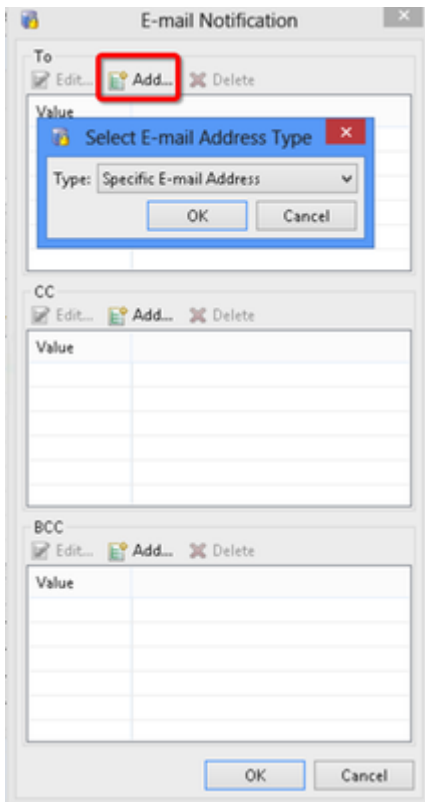 E-mail Notification
To
Edit... Add... Delete
Value
Select E-mail Address Type
Type: Specific E-mail Address
OK Cancel
CC
Edit... Add... Delete
Value
BCC
Edit... Add... Delete
Value
OK Cancel